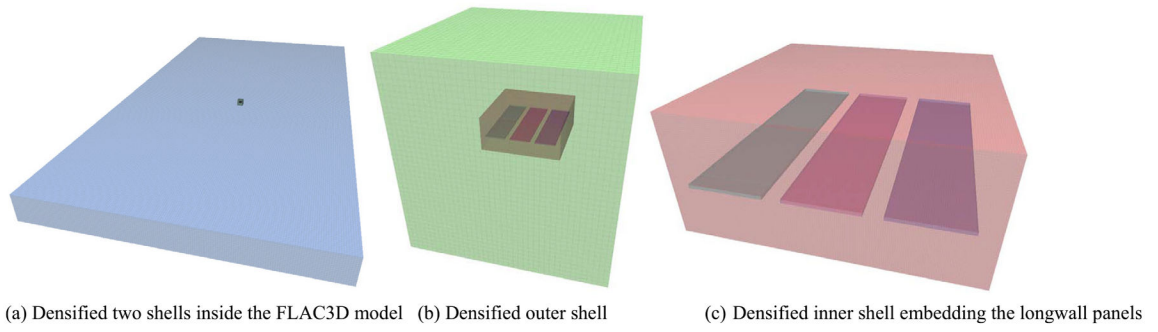 (a) Densified two shells inside the FLAC3D model
(b) Densified outer shell
(c) Densified inner shell embedding the longwall panels